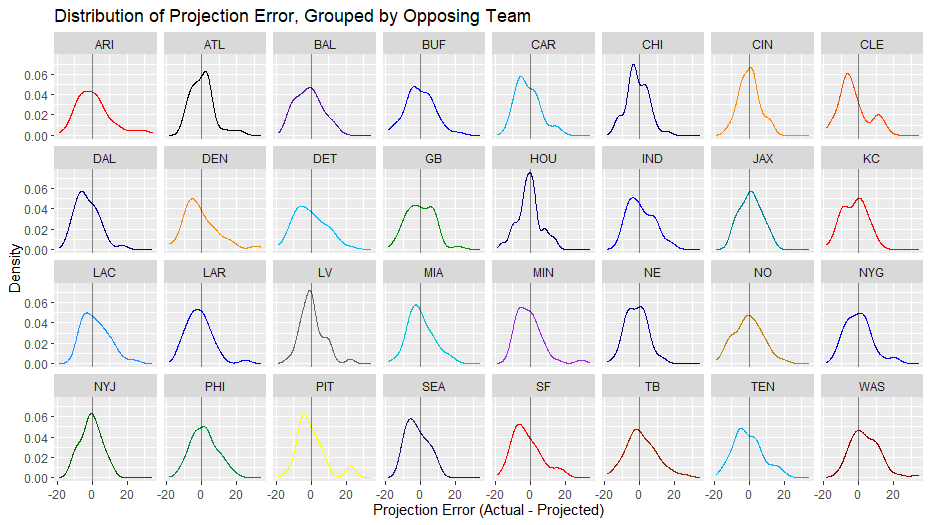 Distribution of Projection Error, Grouped by Opposing Team
ARI ATL BAL BUF CAR CHI CIN CLE
0.06
0.04
0.02
0.00
DAL DEN DET GB HOU IND JAX KC
0.06
0.04
0.02
0.00
Density
LAC LAR LV MIA MIN NE NO NYG
0.06
0.04
0.02
0.00
NYJ PHI PIT SEA SF TB TEN WAS
0.06
0.04
0.02
0.00
-20 0 20 -20 0 20 -20 0 20 -20 0 20 -20 0 20 -20 0 20 -20 0 20 -20 0 20
Projection Error (Actual - Projected)